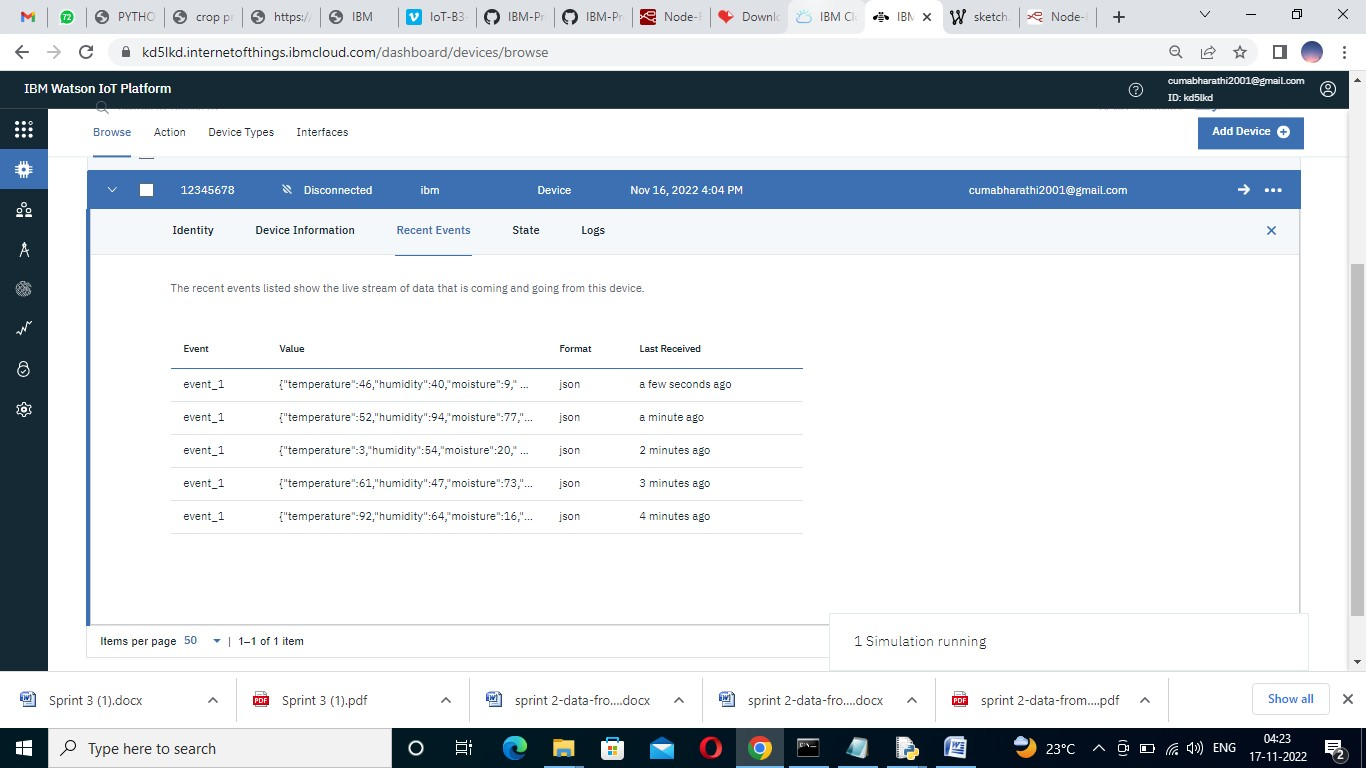 PYTHO
crop pr
https:/
IBM
IoT-B3-
IBM-Pr
IBM-Pr
Node-
Downl
IBM Cl
IBM
sketch.
Node-
kd5lkd.internetofthings.ibmcloud.com/dashboard/devices/browse
IBM Watson IoT Platform
cumabharathi2001@gmail.com
ID: kd5lkd
Browse Action Device Types Interfaces
Add Device
12345678 Disconnected ibm Device Nov 16, 2022 4:04 PM cumabharathi2001@gmail.com
Identity Device Information Recent Events State Logs
The recent events listed show the live stream of data that is coming and going from this device.
Event Value Format Last Received
event_1 {"temperature":46,"humidity":40,"moisture":9," ... json a few seconds ago
event_1 {"temperature":52,"humidity":94,"moisture":77,"... json a minute ago
event_1 {"temperature":3,"humidity":54,"moisture":20," ... json 2 minutes ago
event_1 {"temperature":61,"humidity":47,"moisture":73,... json 3 minutes ago
event_1 {"temperature":92,"humidity":64,"moisture":16,"... json 4 minutes ago
Items per page 50 | 1–1 of 1 item
1 Simulation running
Sprint 3 (1).docx Sprint 3 (1).pdf sprint 2-data-fro....docx sprint 2-data-fro....docx sprint 2-data-from....pdf Show all
Type here to search
23°C ENG
04:23
17-11-2022
2